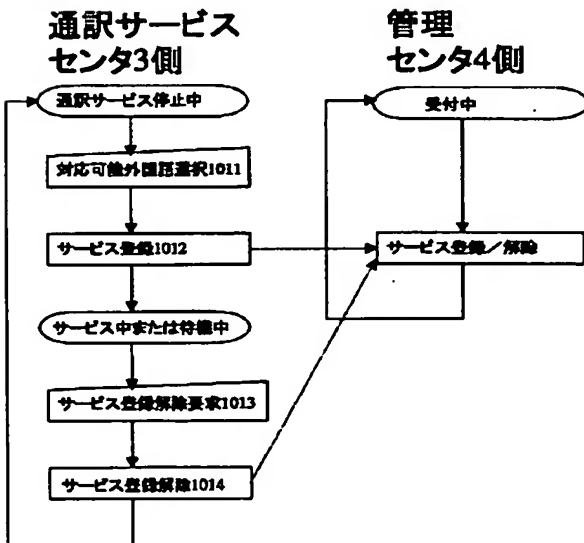 通訳サービス
センタ3側
管理
センタ4側
通訳サービス停止中
受付中
対応可能外国語選択1011
サービス登録1012
サービス登録／解除
サービス中または待機中
サービス登録解除要求1013
サービス登録解除1014